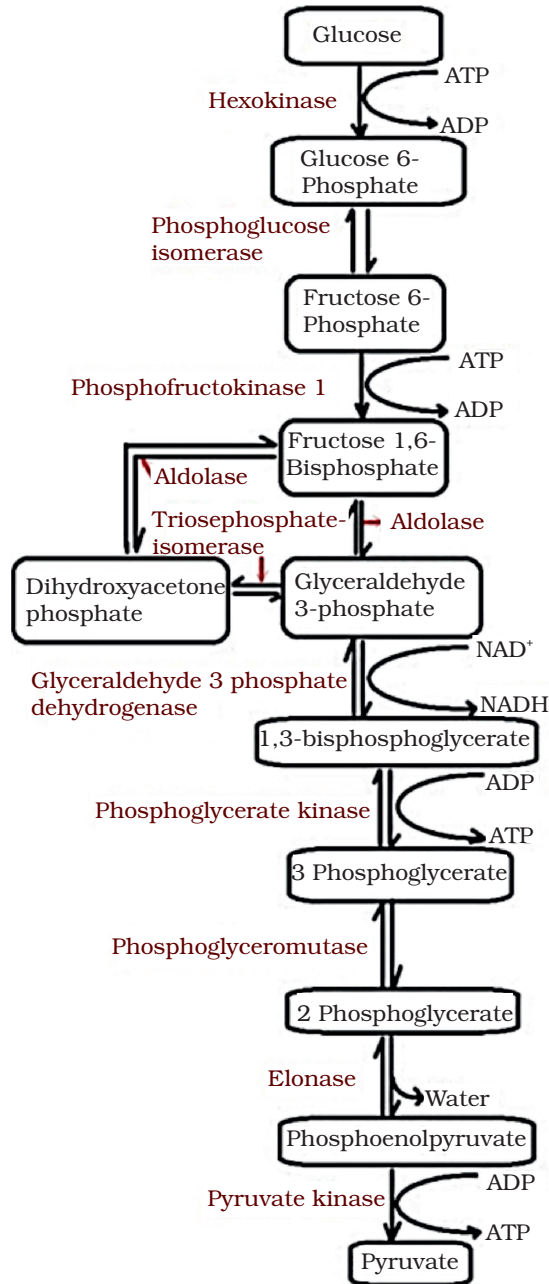 Glucose
ATP
Hexokinase
ADP
Glucose 6-
Phosphate
Phosphoglucose
isomerase
Fructose 6-
Phosphate
ATP
Phosphofructokinase 1
ADP
Fructose 1,6-
Bisphosphate
Aldolase
Triosephosphate-
isomerase
Aldolase
Dihydroxyacetone
phosphate
Glyceraldehyde
3-phosphate
NAD+
Glyceraldehyde 3 phosphate
dehydrogenase
NADH
1,3-bisphosphoglycerate
ADP
Phosphoglycerate kinase
ATP
3 Phosphoglycerate
Phosphoglyceromutase
2 Phosphoglycerate
Elonase
Water
Phosphoenolpyruvate
ADP
Pyruvate kinase
ATP
Pyruvate